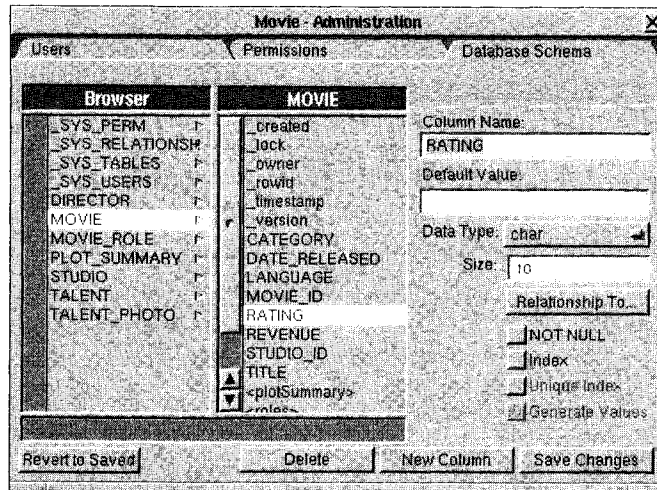 Movie - Administration
Users
Permissions
Database Schema
Browser
_SYS_PERM
_SYS_RELATIONSH
_SYS_TABLES
_SYS_USERS
DIRECTOR
MOVIE
MOVIE_ROLE
PLOT_SUMMARY
STUDIO
TALENT
TALENT_PHOTO
MOVIE
_created
_lock
_owner
_rowid
_timestamp
_version
CATEGORY
DATE_RELEASED
LANGUAGE
MOVIE_ID
RATING
REVENUE
STUDIO_ID
TITLE
<plotSummary>
<roles>
Column Name:
RATING
Default Value:
Data Type: char
Size: 10
Relationship To...
NOT NULL
Index
Unique Index
Generate Values
Revert to Saved
Delete
New Column
Save Changes